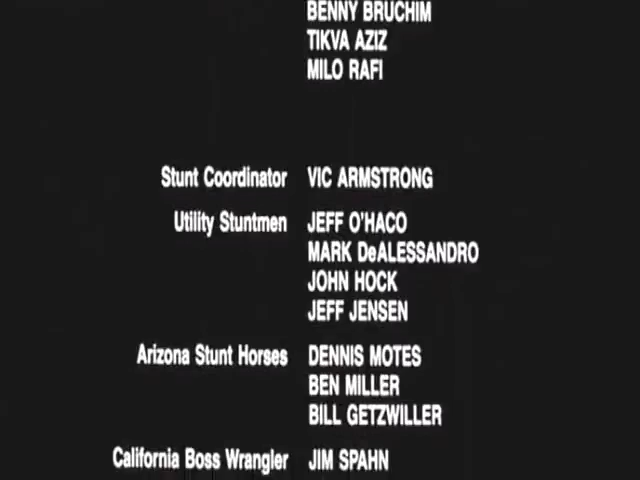 BENNY BRUCHIM
TIKVA AZIZ
MILO RAFI
Stunt Coordinator VIC ARMSTRONG
Utility Stuntmen JEFF O'HACO
MARK DeALESSANDRO
JOHN HOCK
JEFF JENSEN
Arizona Stunt Horses DENNIS MOTES
BEN MILLER
BILL GETZWILLER
California Boss Wrangler JIM SPAHN